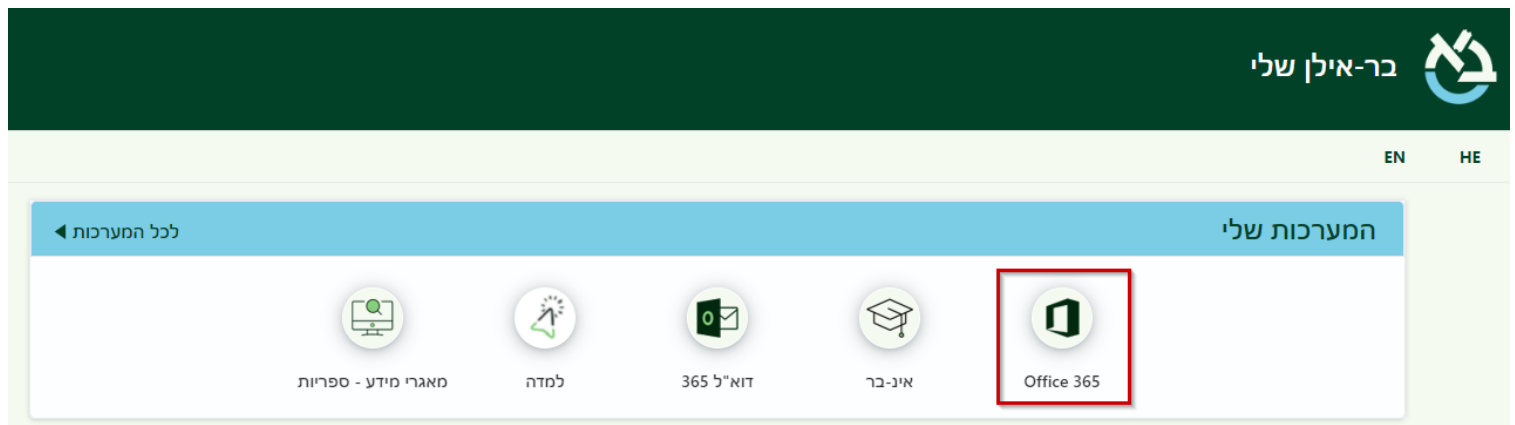 בר-אילן שלי
HE EN
המערכות שלי
לכל המערכות
Office 365
אינ-בר
דוא"ל 365
למדה
מאגרי מידע - ספריות